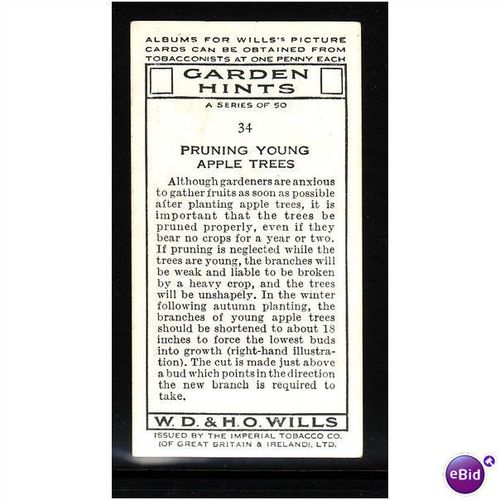 ALBUMS FOR WILLS'S PICTURE
CARDS CAN BE OBTAINED FROM
TOBACCONISTS AT ONE PENNY EACH
GARDEN
HINTS
A SERIES OF 50
34
PRUNING YOUNG
APPLE TREES
Although gardeners are anxious
to gather fruits as soon as possible
after planting apple trees, it is
important that the trees be
pruned properly, even if they
bear no crops for a year or two.
If pruning is neglected while the
trees are young, the branches will
be weak and liable to be broken
by a heavy crop, and the trees
will be unshapely. In the winter
following autumn planting, the
branches of young apple trees
should be shortened to about 18
inches to force the lowest buds
into growth (right-hand illustra-
tion). The cut is made just above
a bud which points in the direction
the new branch is required to
take.
W. D. & H. O. WILLS
ISSUED BY THE IMPERIAL TOBACCO CO.
(OF GREAT BRITAIN & IRELAND), LTD.
eBid